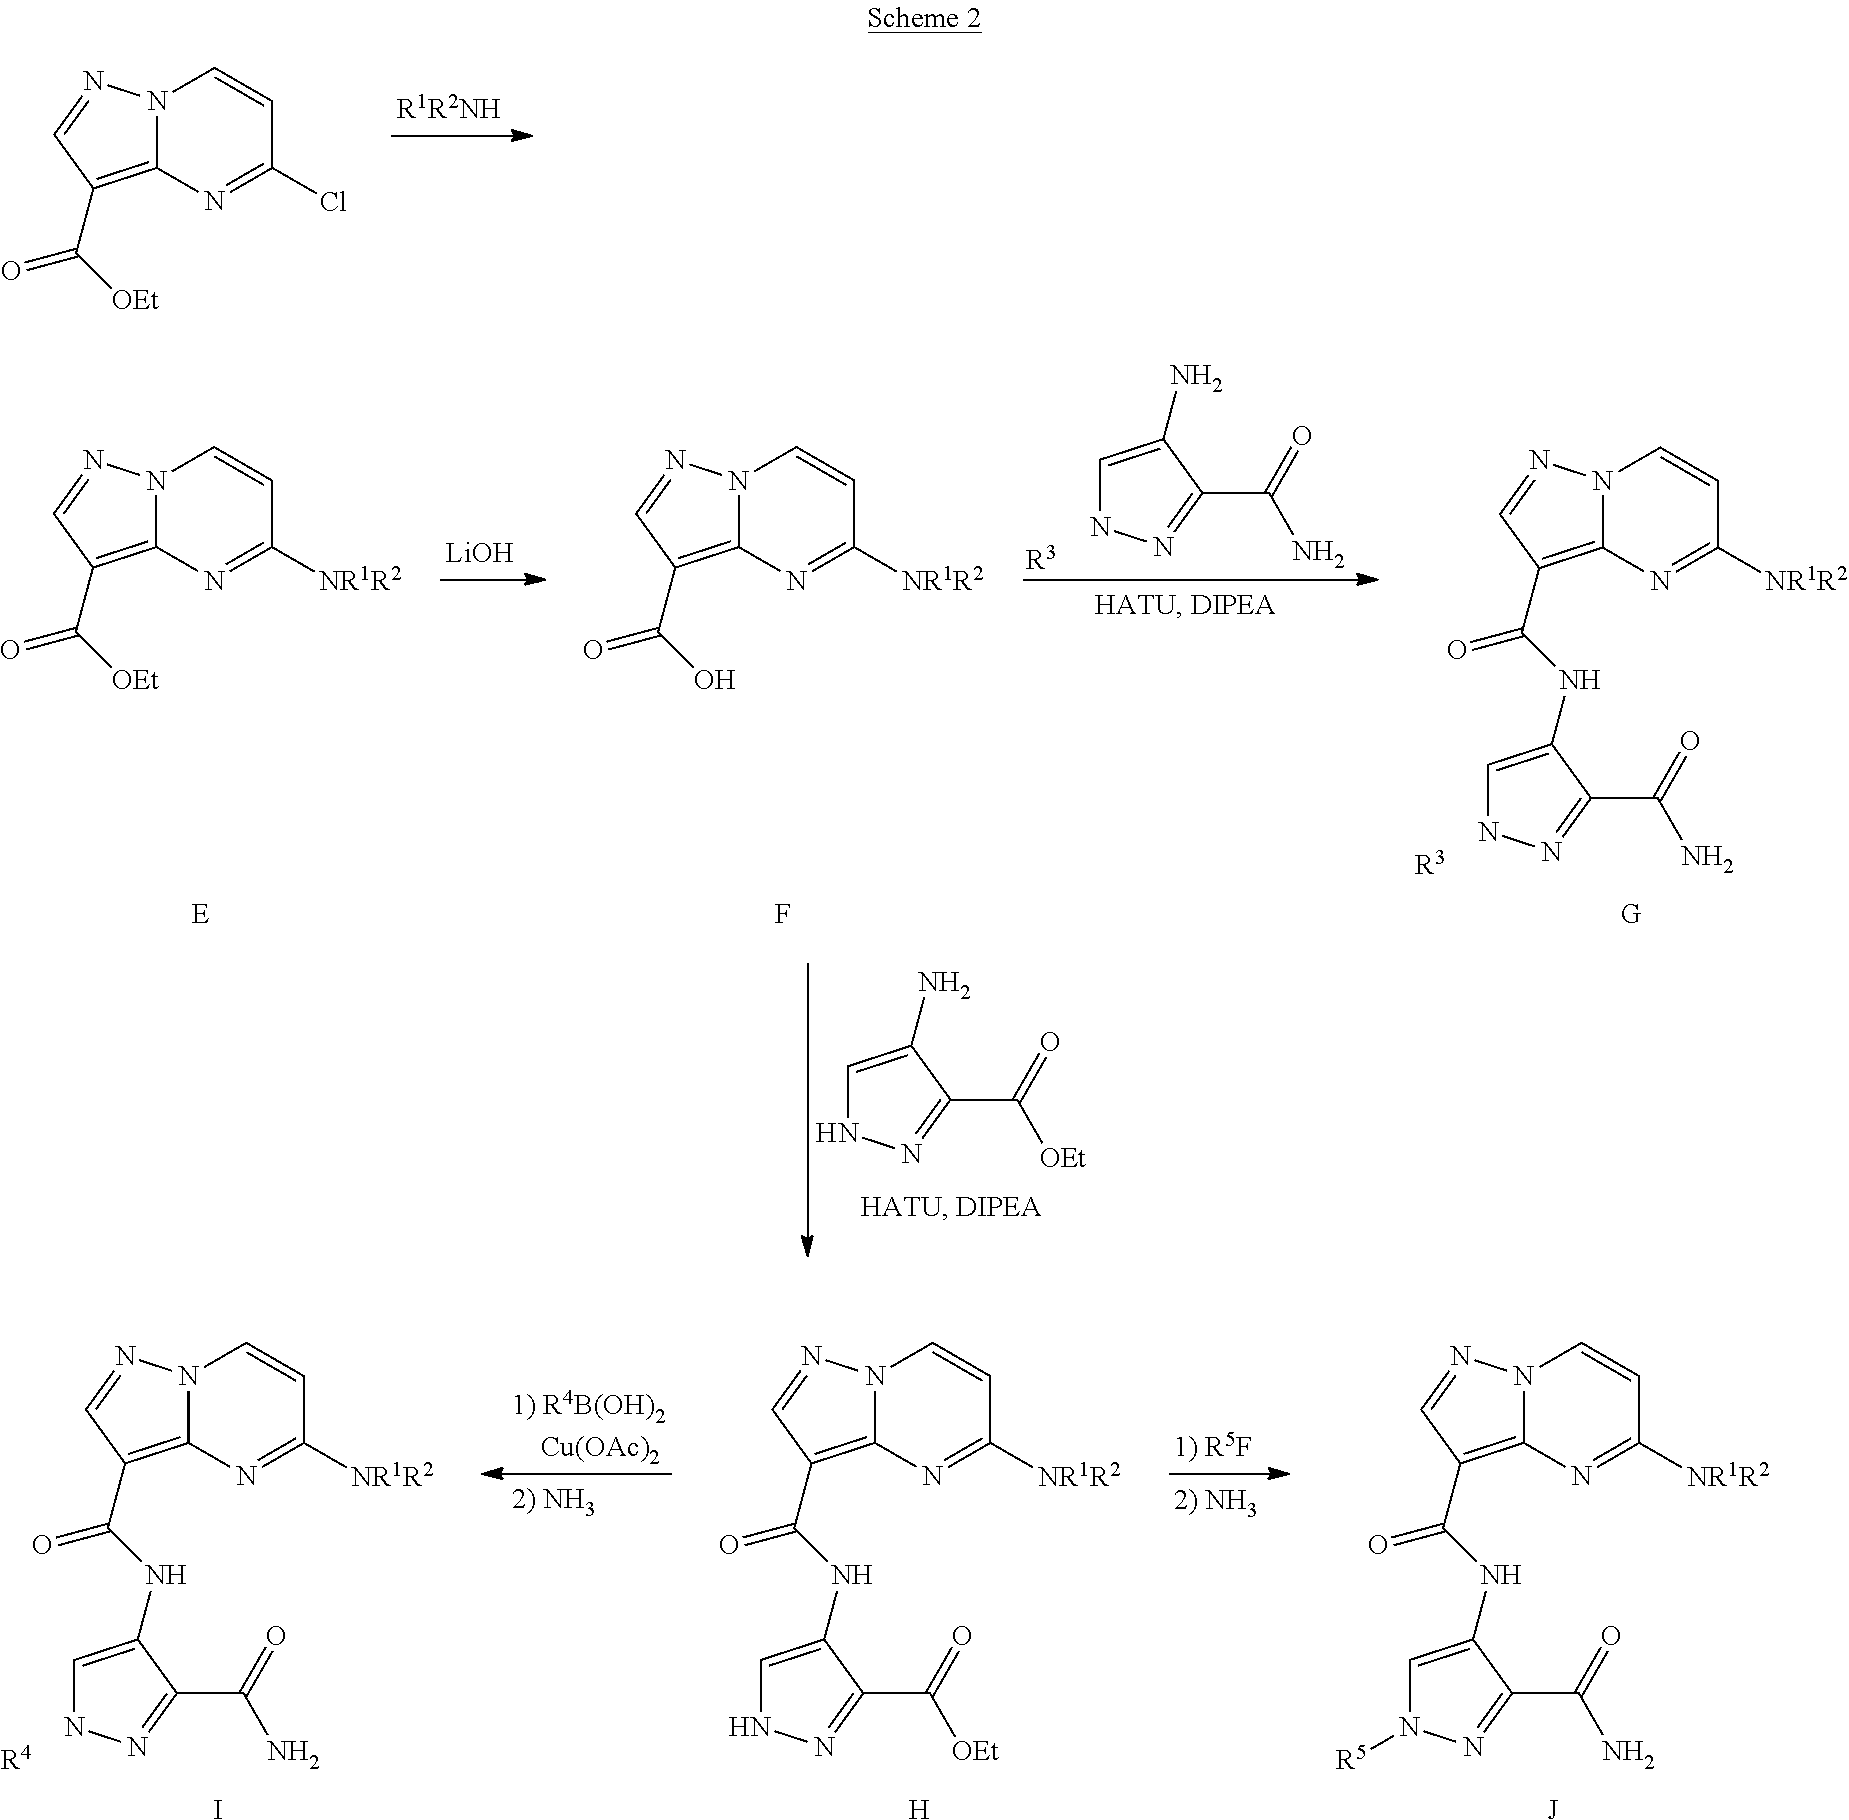 Scheme 2
N
N
N
Cl
O
OEt
R¹R²NH
N
N
N
NR¹R²
O
OEt
LiOH
N
N
N
NR¹R²
O
OH
NH₂
O
N
N
NH₂
R³
HATU, DIPEA
N
N
N
NR¹R²
O
NH
O
N
N
NH₂
R³
E
F
G
NH₂
O
HN
N
OEt
HATU, DIPEA
N
N
N
NR¹R²
O
NH
O
N
N
NH₂
R⁴
1) R⁴B(OH)₂
Cu(OAc)₂
2) NH₃
N
N
N
NR¹R²
O
NH
O
HN
N
OEt
1) R⁵F
2) NH₃
N
N
N
NR¹R²
O
NH
O
N
N
NH₂
R⁵
I
H
J